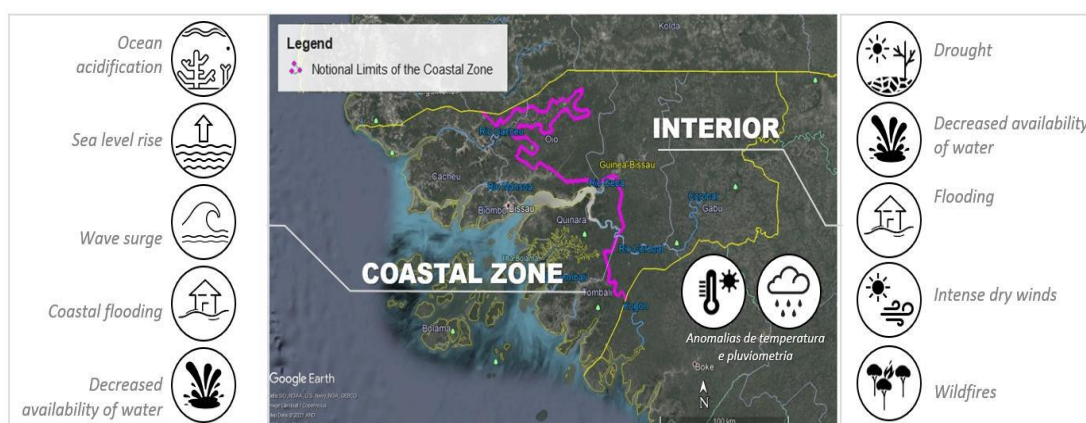 Ocean
acidification
Sea level rise
Wave surge
Coastal flooding
Decreased
availability of water
Legend
Notional Limits of the Coastal Zone
Kolda
INTERIOR
Oio
Guinea-Bissau
Cacheu
Biombo
Bissau
Quinara
Gabu
COASTAL ZONE
Tombali
Bolama
Anomalias de temperatura
e pluviometria
Boke
N
Google Earth
100 km
Drought
Decreased availability
of water
Flooding
Intense dry winds
Wildfires